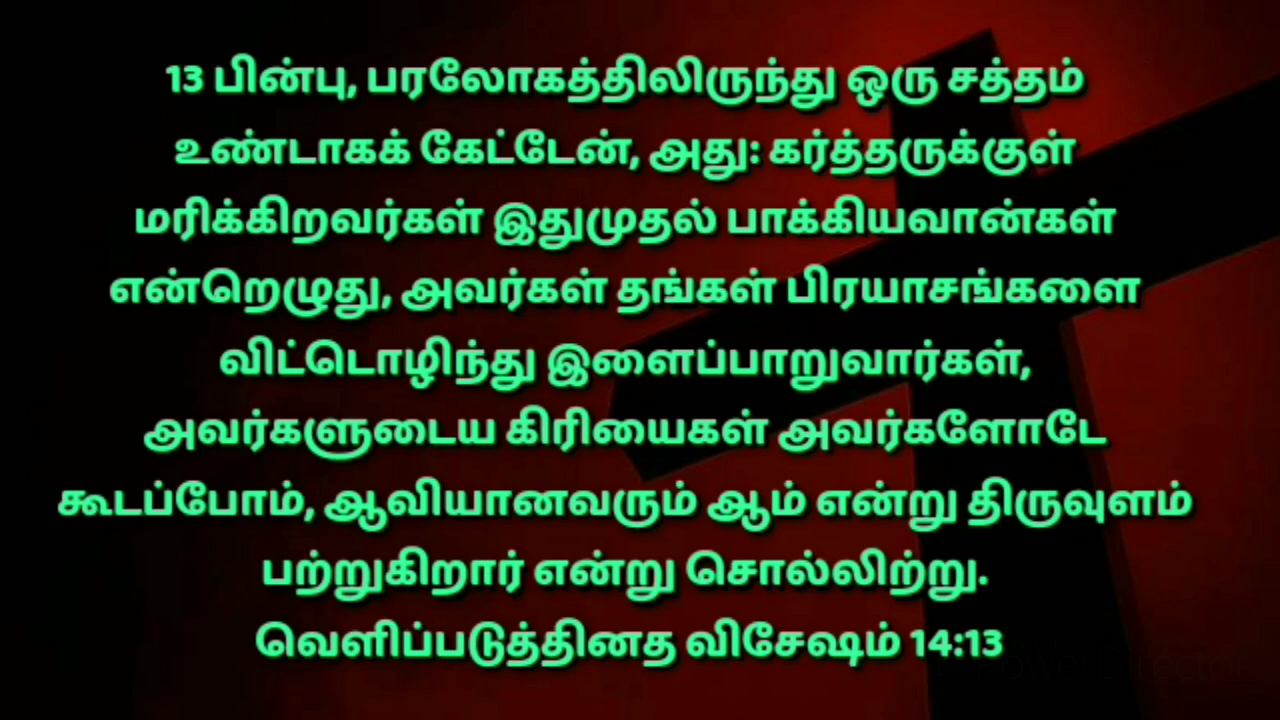 13 பின்பு, பரலோகத்திலிருந்து ஒரு சத்தம்
உண்டாகக் கேட்டேன், அது: கர்த்தருக்குள்
மரிக்கிறவர்கள் இதுமுதல் பாக்கியவான்கள்
என்றெழுது, அவர்கள் தங்கள் பிரயாசங்களை
விட்டொழிந்து இளைப்பாறுவார்கள்,
அவர்களுடைய கிரியைகள் அவர்களோடே
கூடப்போம், ஆவியானவரும் ஆம் என்று திருவுளம்
பற்றுகிறார் என்று சொல்லிற்று.
வெளிப்படுத்தினத விசேஷம் 14:13
PowerDirector